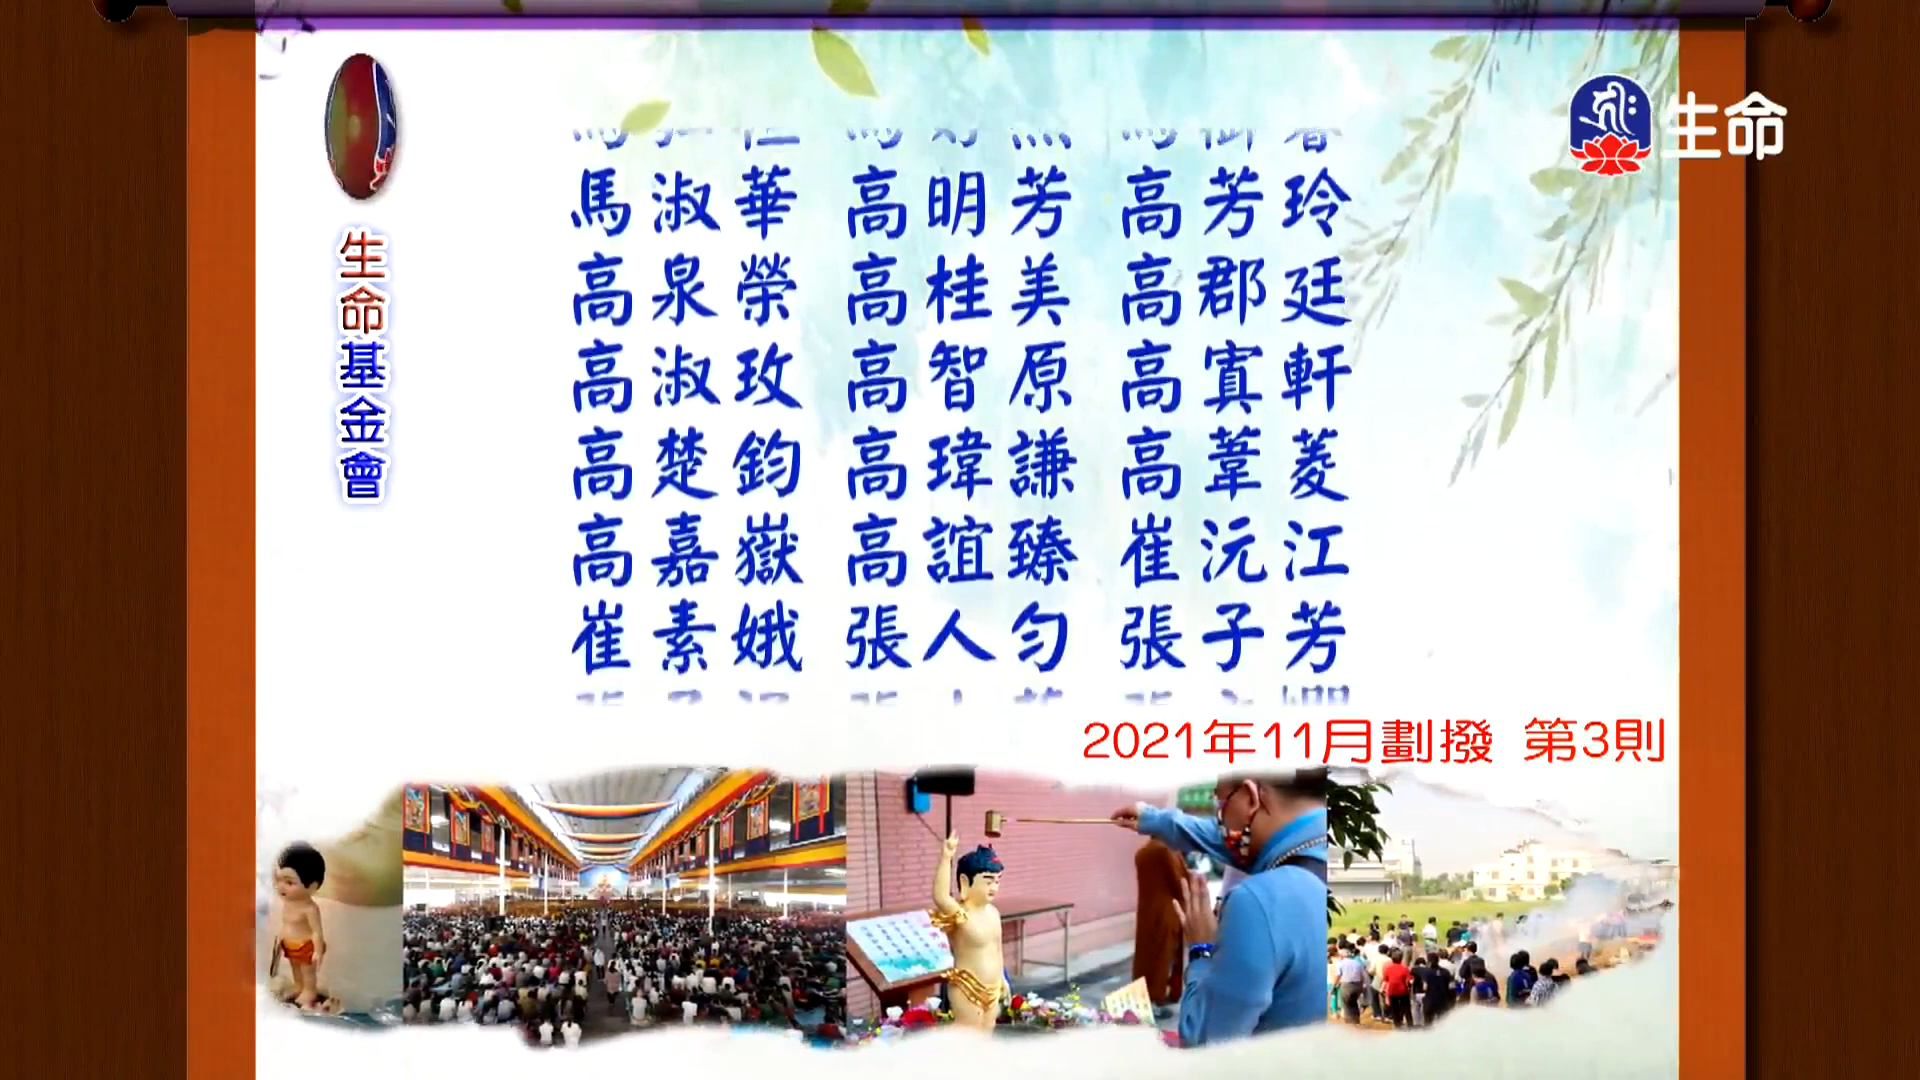 生命
生命基金會
馬淑華 高明芳 高芳玲
高泉榮 高桂美 高郡廷
高淑玫 高智原 高寘軒
高楚鈞 高瑋謙 高葦菱
高嘉嶽 高誼臻 崔沅江
崔素娥 張人勻 張子芳
2021年11月劃撥 第3則